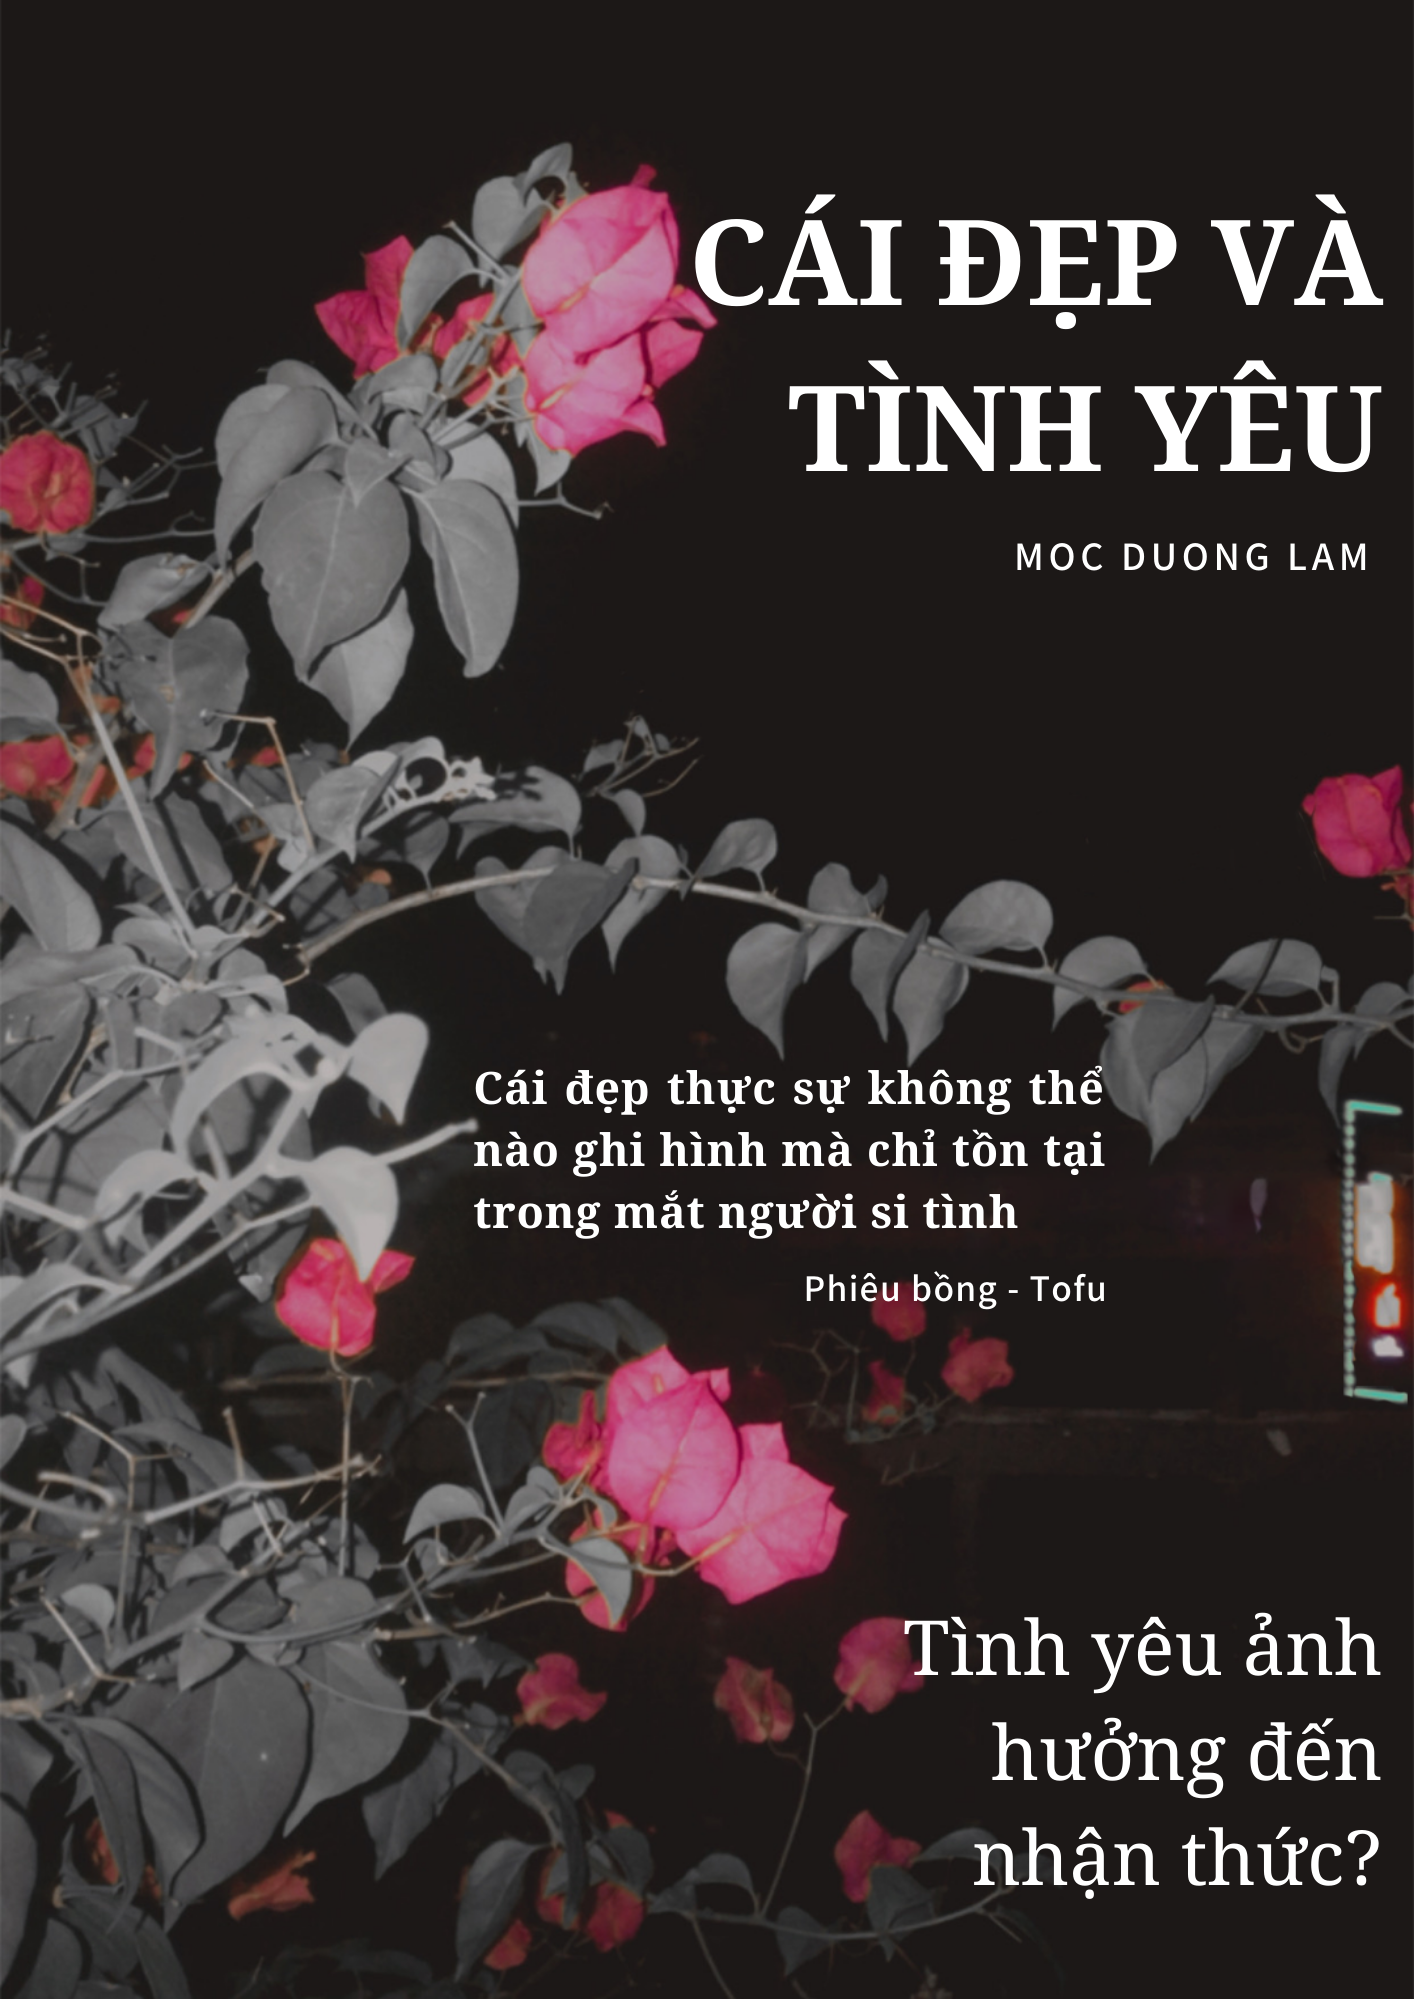 CÁI ĐẸP VÀ
TÌNH YÊU
MOC DUONG LAM
Cái đẹp thực sự không thể
nào ghi hình mà chỉ tồn tại
trong mắt người si tình
Phiêu bồng - Tofu
Tình yêu ảnh
hưởng đến
nhận thức?